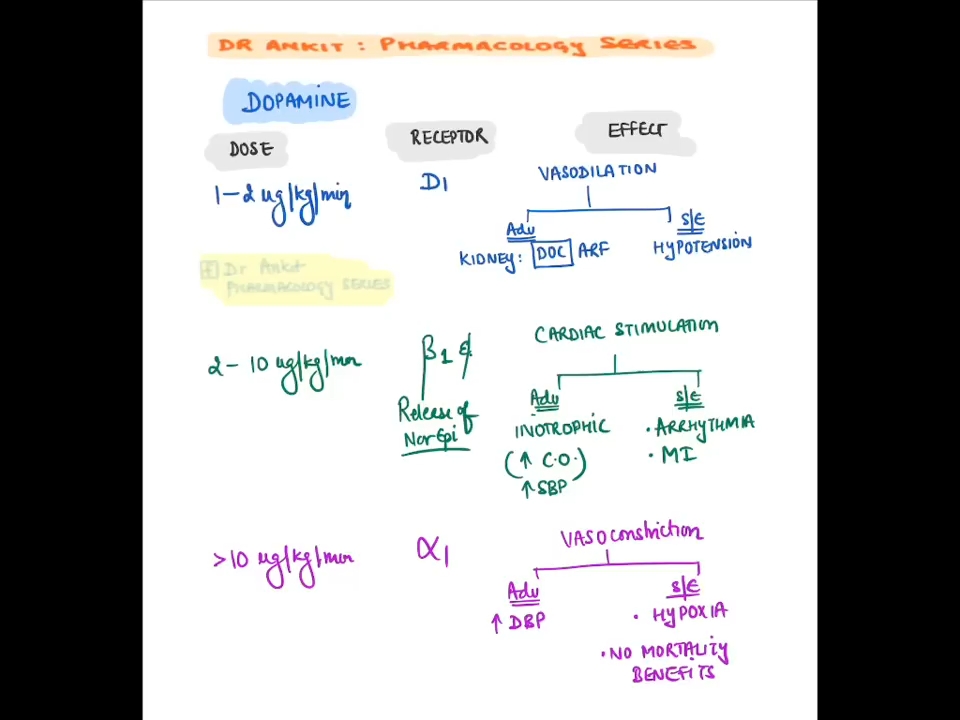 DR ANKIT : PHARMACOLOGY SERIES
DOPAMINE
DOSE RECEPTOR EFFECT
1-2 ug/kg/min D1 VASODILATION
Adv S/E
KIDNEY: DOC ARF HYPOTENSION
Dr Ankit
PHARMACOLOGY SERIES
2- 10 ug/kg/min β1 & CARDIAC STIMULATION
Release of
NorEpi
Adv S/E
INOTROPHIC • ARRHYTHMIA
(↑ C.O.) • MI
↑ SBP
>10 ug/kg/min α1 VASOconstriction
Adv S/E
↑ DBP • HYPOXIA
• NO MORTALITY
BENEFITS